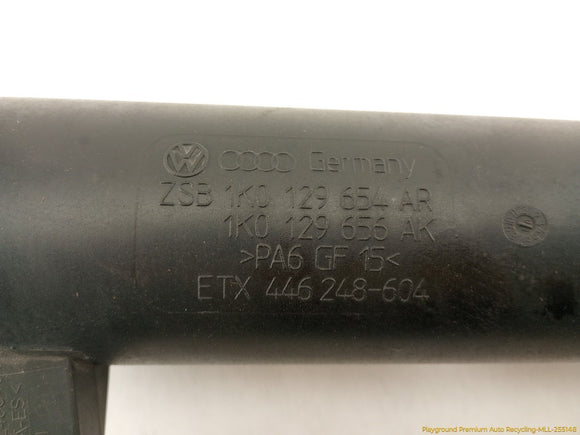 Germany
ZSB 1K0 129 654 AR
1K0 129 656 AK
>PA6 GF 15<
ETX 446 248-604
Playground Premium Auto Recycling-MLL-255148